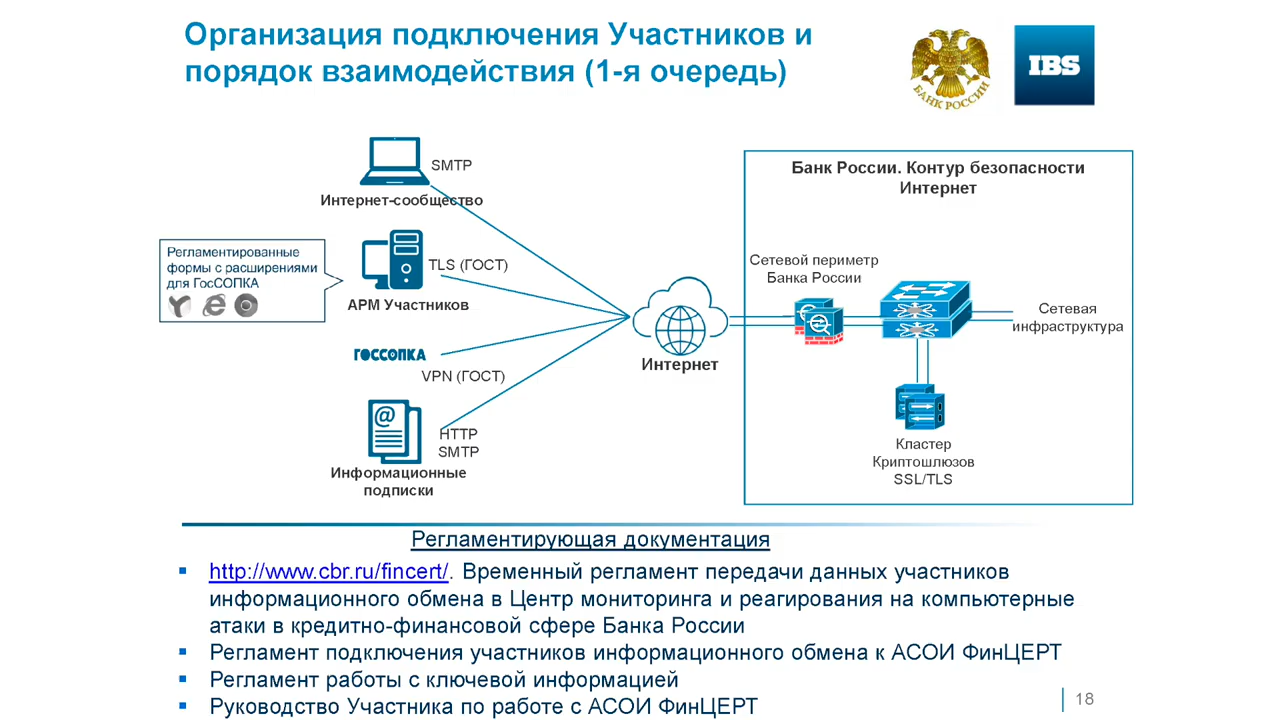 Организация подключения Участников и
порядок взаимодействия (1-я очередь)
БАНК РОССИИ
IBS
SMTP
Интернет-сообщество
Регламентированные
формы с расширениями
для ГосСОПКА
TLS (ГОСТ)
АРМ Участников
ГОССОПКА
VPN (ГОСТ)
@
HTTP
SMTP
Информационные
подписки
Интернет
Банк России. Контур безопасности
Интернет
Сетевой периметр
Банка России
Сетевая
инфраструктура
Кластер
Криптошлюзов
SSL/TLS
Регламентирующая документация
http://www.cbr.ru/fincert/. Временный регламент передачи данных участников
информационного обмена в Центр мониторинга и реагирования на компьютерные
атаки в кредитно-финансовой сфере Банка России
Регламент подключения участников информационного обмена к АСОИ ФинЦЕРТ
Регламент работы с ключевой информацией
Руководство Участника по работе с АСОИ ФинЦЕРТ
18